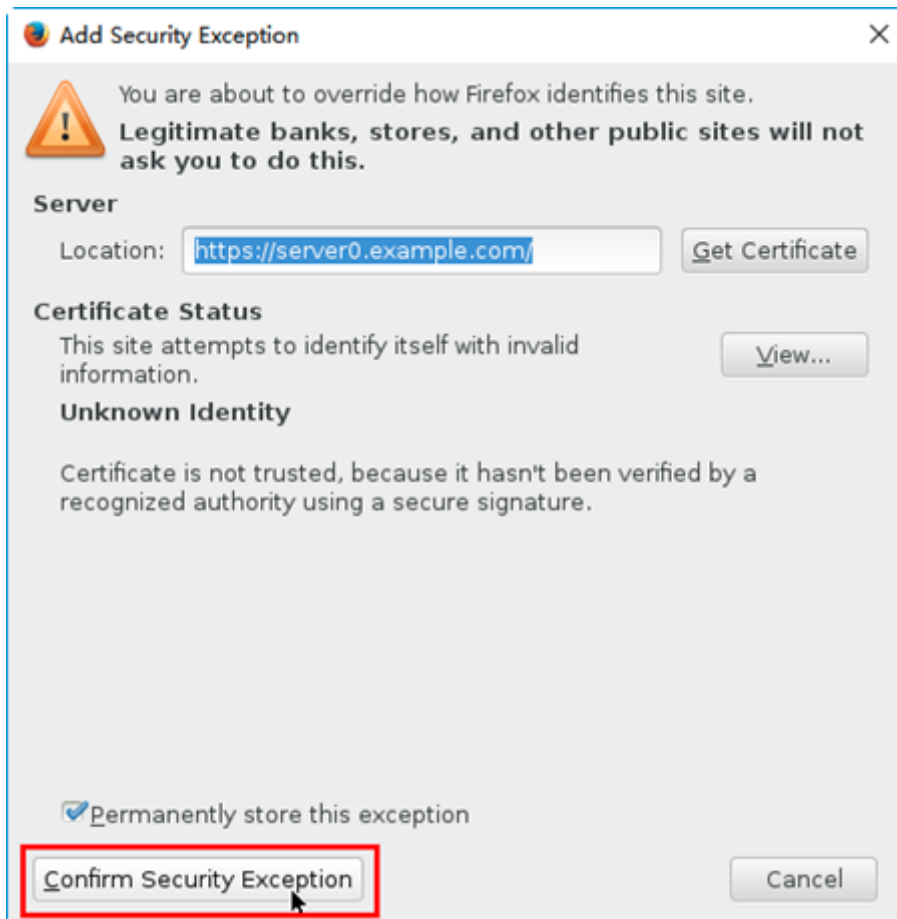 Add Security Exception
You are about to override how Firefox identifies this site.
Legitimate banks, stores, and other public sites will not
ask you to do this.
Server
Location: https://server0.example.com/ Get Certificate
Certificate Status
This site attempts to identify itself with invalid
information.
View...
Unknown Identity
Certificate is not trusted, because it hasn't been verified by a
recognized authority using a secure signature.
Permanently store this exception
Confirm Security Exception Cancel